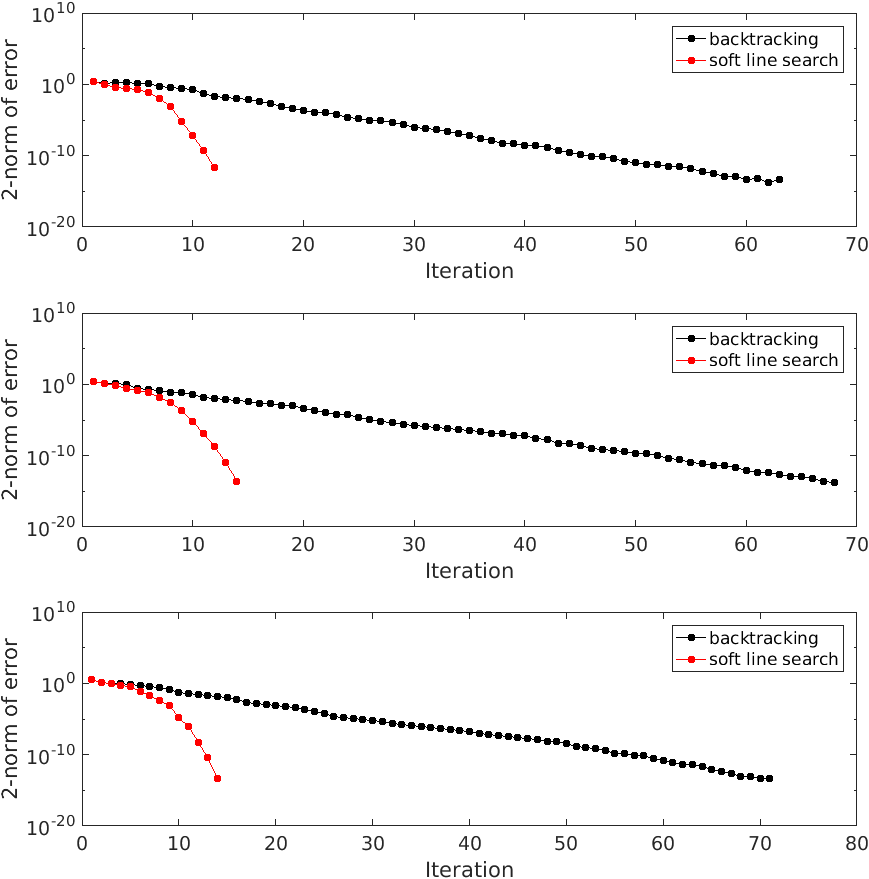 10^10
10^0
10^-10
10^-20
2-norm of error
backtracking
soft line search
0 10 20 30 40 50 60 70
Iteration
10^10
10^0
10^-10
10^-20
2-norm of error
backtracking
soft line search
0 10 20 30 40 50 60 70
Iteration
10^10
10^0
10^-10
10^-20
2-norm of error
backtracking
soft line search
0 10 20 30 40 50 60 70 80
Iteration